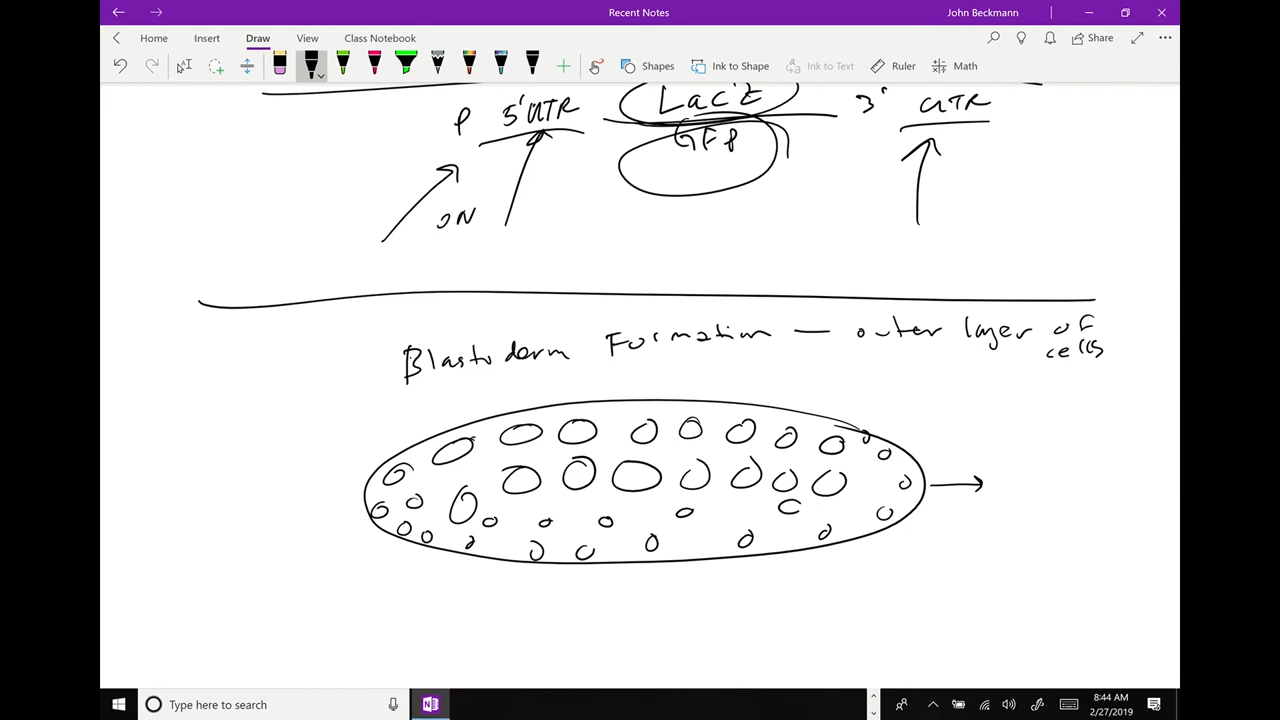 Recent Notes
John Beckmann
Home Insert Draw View Class Notebook
Share
Shapes Ink to Shape Ink to Text Ruler Math
P 5' UTR LacZ 3' UTR
GFP
ON
Blastoderm Formation — outer layer of
cells
Type here to search
8:44 AM
2/27/2019